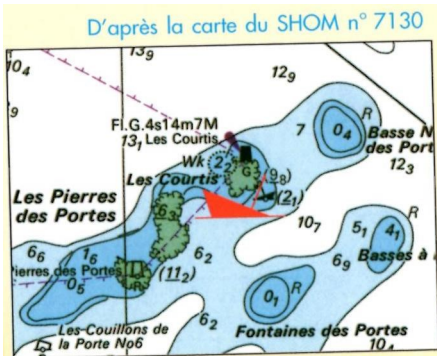 D'après la carte du SHOM n° 7130
10₄
13₉
12₉
9
Fl.G.4s14m7M
13₁ Les Courtis
7
0₄
R
Basse N
des Port
Wk
2₂
G
9₈
12₃
Les Courtis
(2₁)
Les Pierres
des Portes
6₃
10₇
5₁
4₁
R
6₆
1₆
6₂
6₉
Basses à
Pierres des Portes
(11₂)
0₅
R
0₁
R
6₂
Les Couillons de
la Porte No6
Fontaines des Portes
10₄